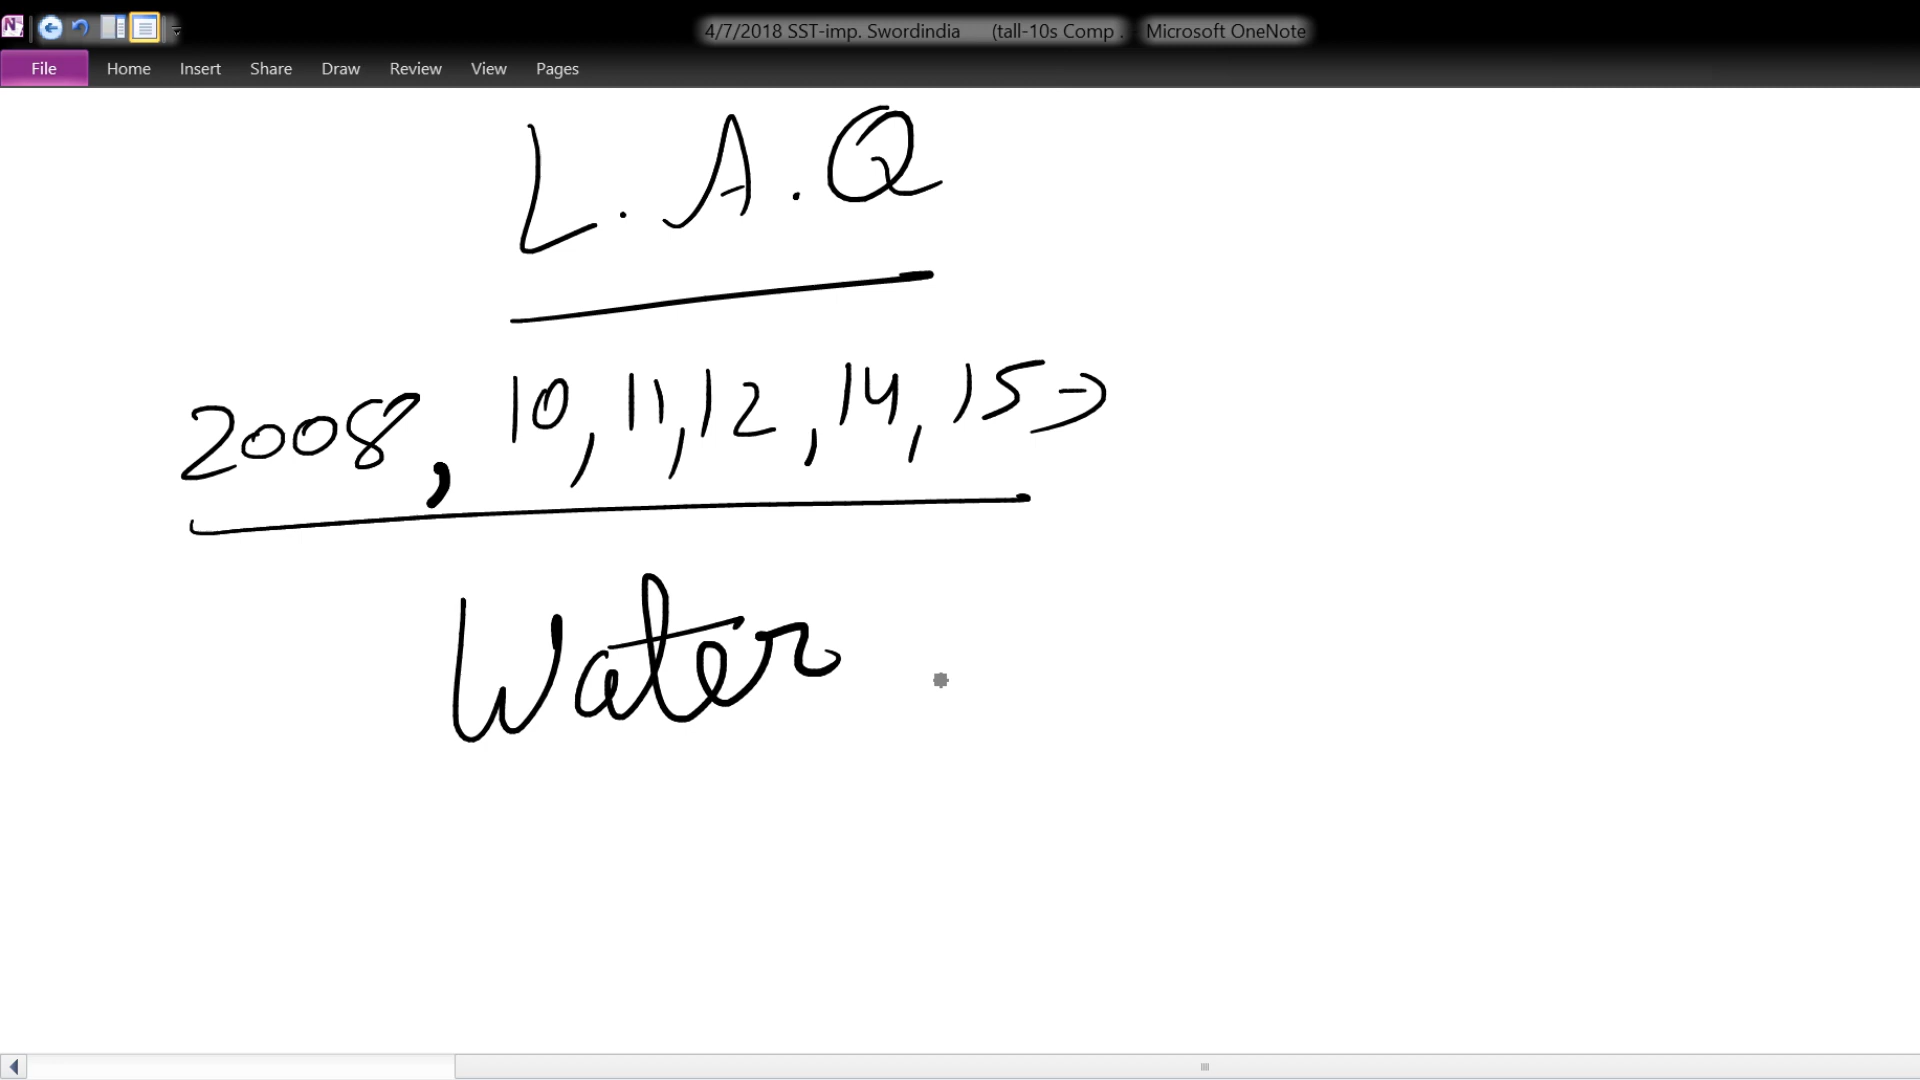 4/7/2018 SST-imp. Swordindia (tall-10s Comp . - Microsoft OneNote
File Home Insert Share Draw Review View Pages
L.A.Q
2008, 10, 11, 12, 14, 15 →
Water